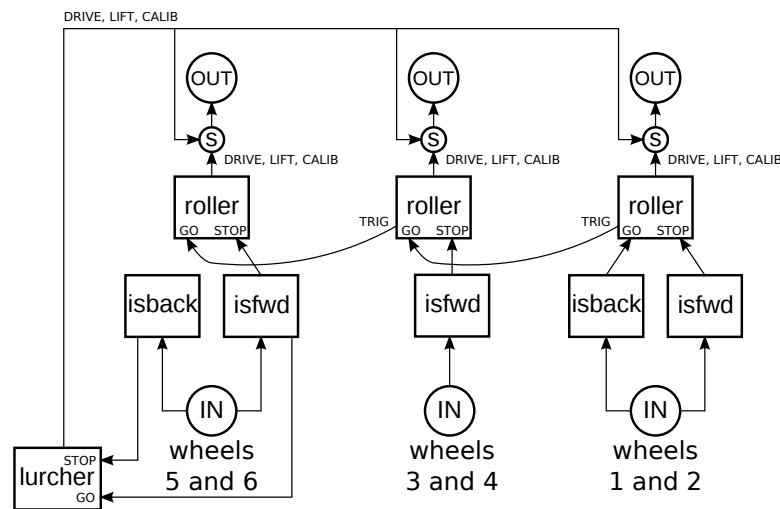 DRIVE, LIFT, CALIB
OUT
OUT
OUT
S
S
S
DRIVE, LIFT, CALIB
DRIVE, LIFT, CALIB
DRIVE, LIFT, CALIB
roller
GO STOP
TRIG
roller
GO STOP
TRIG
roller
GO STOP
isback
isfwd
isfwd
isback
isfwd
IN
wheels
5 and 6
IN
wheels
3 and 4
IN
wheels
1 and 2
STOP
lurcher
GO